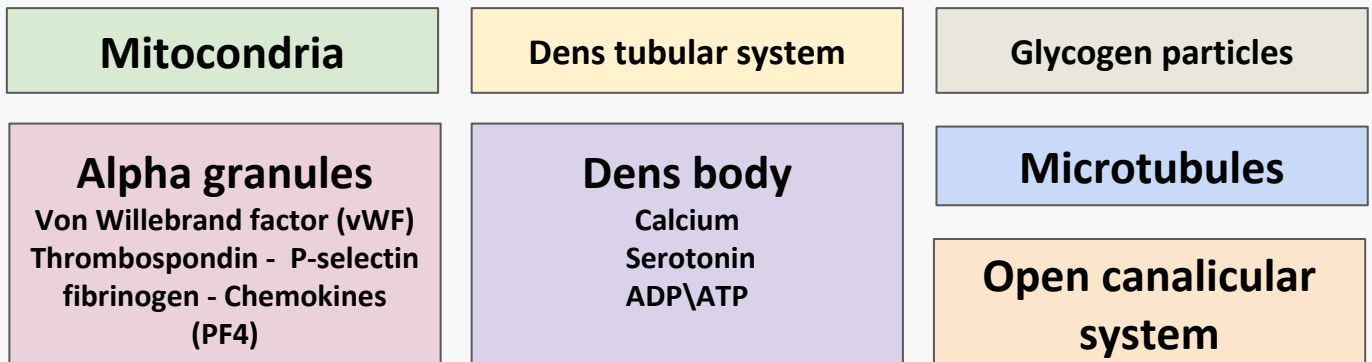 Mitocondria
Dens tubular system
Glycogen particles
Alpha granules
Von Willebrand factor (vWF)
Thrombospondin - P-selectin
fibrinogen - Chemokines
(PF4)
Dens body
Calcium
Serotonin
ADP\ATP
Microtubules
Open canalicular
system